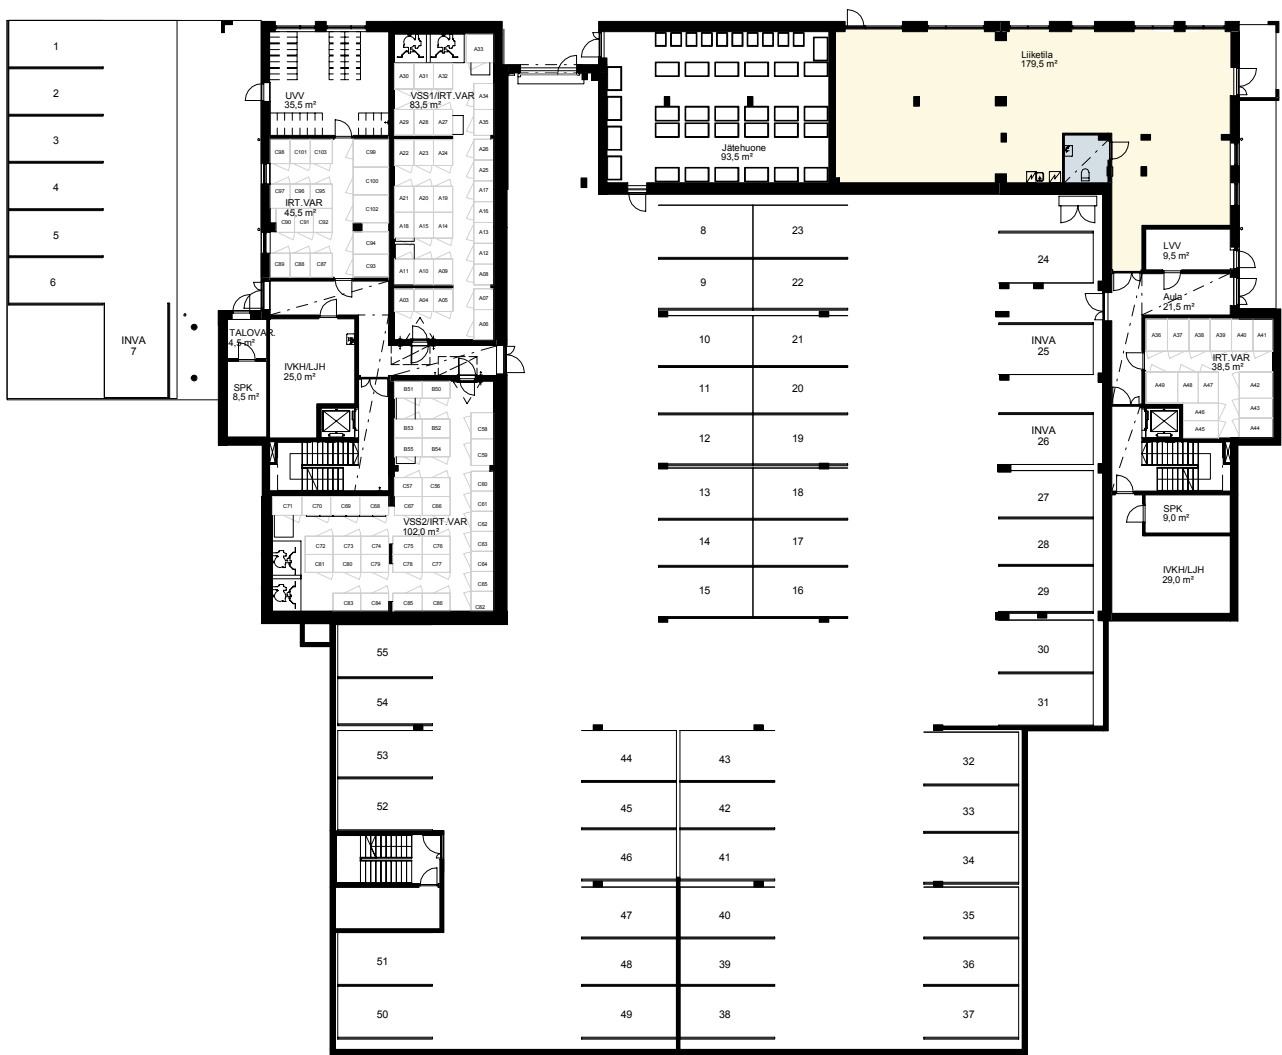 1
2
3
4
5
6
INVA
7
UVV
35,5 m²
VSS1/IRT.VAR
83,5 m²
A33
A30 A31 A32
A34
A29 A28 A27
A35
C98 C101 C103
C99
A22 A23 A24
A26
A25
C100
C97 C96 C95
A17
A21 A20 A19
IRT.VAR
45,5 m²
C102
A16
C90 C91 C92
A18 A15 A14
A13
C94
A12
C89 C88 C87
C93
A11 A10 A09
A08
A03 A04 A05
A07
A06
TALOVAR.
4,5 m²
IVKH/LJH
25,0 m²
SPK
8,5 m²
B51 B50
B53 B52
C58
B55 B54
C59
C57 C56
C60
C71 C70 C69 C68
C67 C66
C61
VSS2/IRT.VAR
102,0 m²
C62
C72 C73 C74 C75 C76
C63
C81 C80 C79 C78 C77
C64
C65
C83 C84 C85 C86
C82
Jätehuone
93,5 m²
Liiketila
179,5 m²
LVV
9,5 m²
Aula
21,5 m²
A36 A37 A38 A39 A40 A41
IRT.VAR
38,5 m²
A49 A48 A47
A42
A46
A43
A45
A44
SPK
9,0 m²
IVKH/LJH
29,0 m²
8 23
9 22
10 21
11 20
12 19
13 18
14 17
15 16
24
INVA
25
INVA
26
27
28
29
30
31
55
54
53
52
51
50
44 43
45 42
46 41
47 40
48 39
49 38
32
33
34
35
36
37